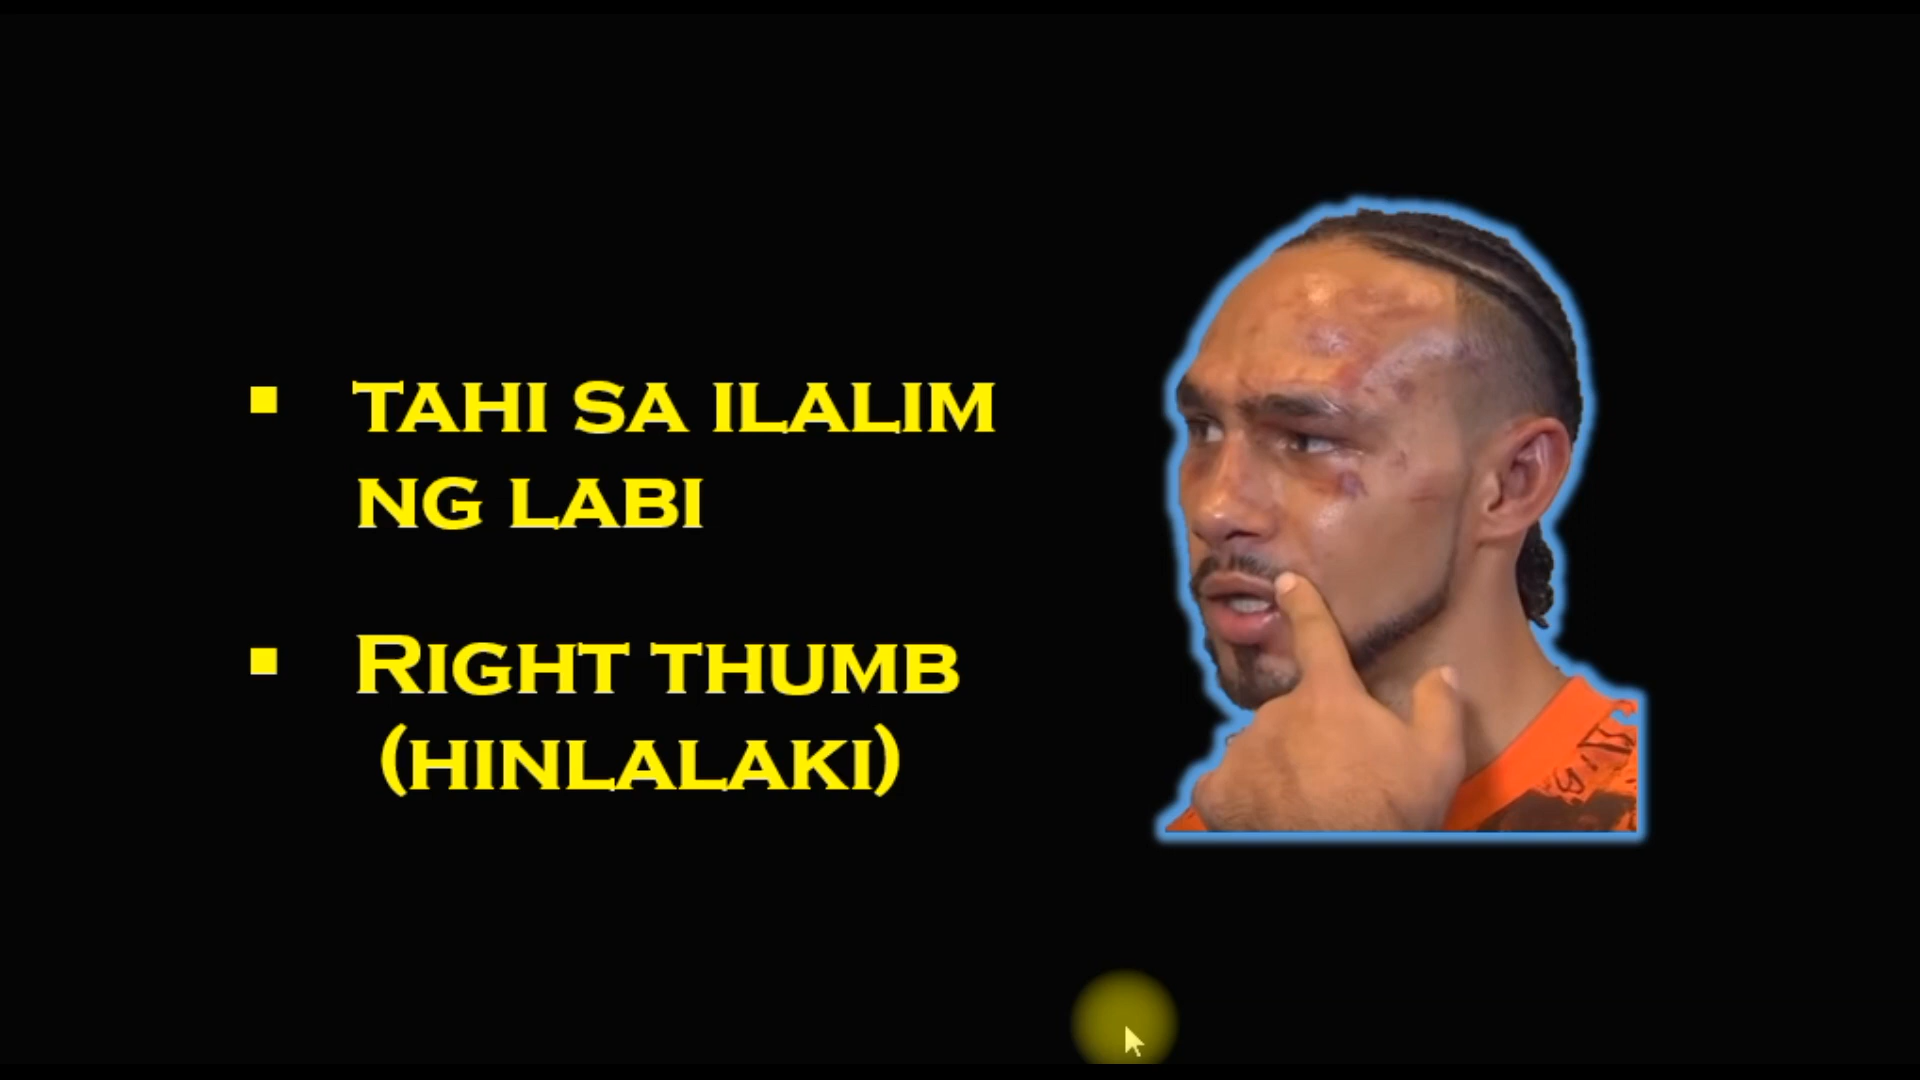 ▪ TAHI SA ILALIM
NG LABI
▪ RIGHT THUMB
(HINLALAKI)